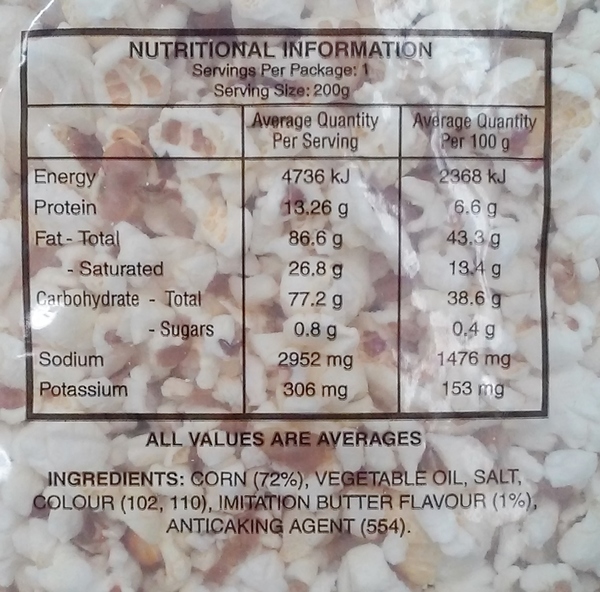 NUTRITIONAL INFORMATION
Servings Per Package: 1
Serving Size: 200g
Average Quantity Per Serving Average Quantity Per 100 g
Energy 4736 kJ 2368 kJ
Protein 13.26 g 6.6 g
Fat - Total 86.6 g 43.3 g
- Saturated 26.8 g 13.4 g
Carbohydrate - Total 77.2 g 38.6 g
- Sugars 0.8 g 0.4 g
Sodium 2952 mg 1476 mg
Potassium 306 mg 153 mg
ALL VALUES ARE AVERAGES
INGREDIENTS: CORN (72%), VEGETABLE OIL, SALT,
COLOUR (102, 110), IMITATION BUTTER FLAVOUR (1%),
ANTICAKING AGENT (554).